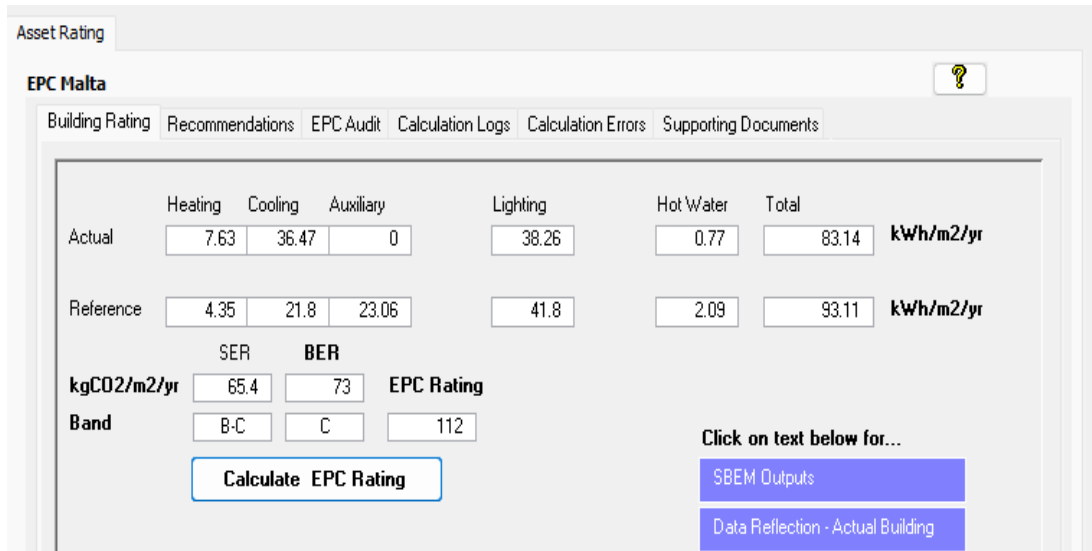 Asset Rating
EPC Malta
?
Building Rating Recommendations EPC Audit Calculation Logs Calculation Errors Supporting Documents
Heating Cooling Auxiliary Lighting Hot Water Total
Actual 7.63 36.47 0 38.26 0.77 83.14 kWh/m2/yr
Reference 4.35 21.8 23.06 41.8 2.09 93.11 kWh/m2/yr
SER BER
kgCO2/m2/yr 65.4 73 EPC Rating
Band B-C C 112
Click on text below for...
Calculate EPC Rating
SBEM Outputs
Data Reflection - Actual Building